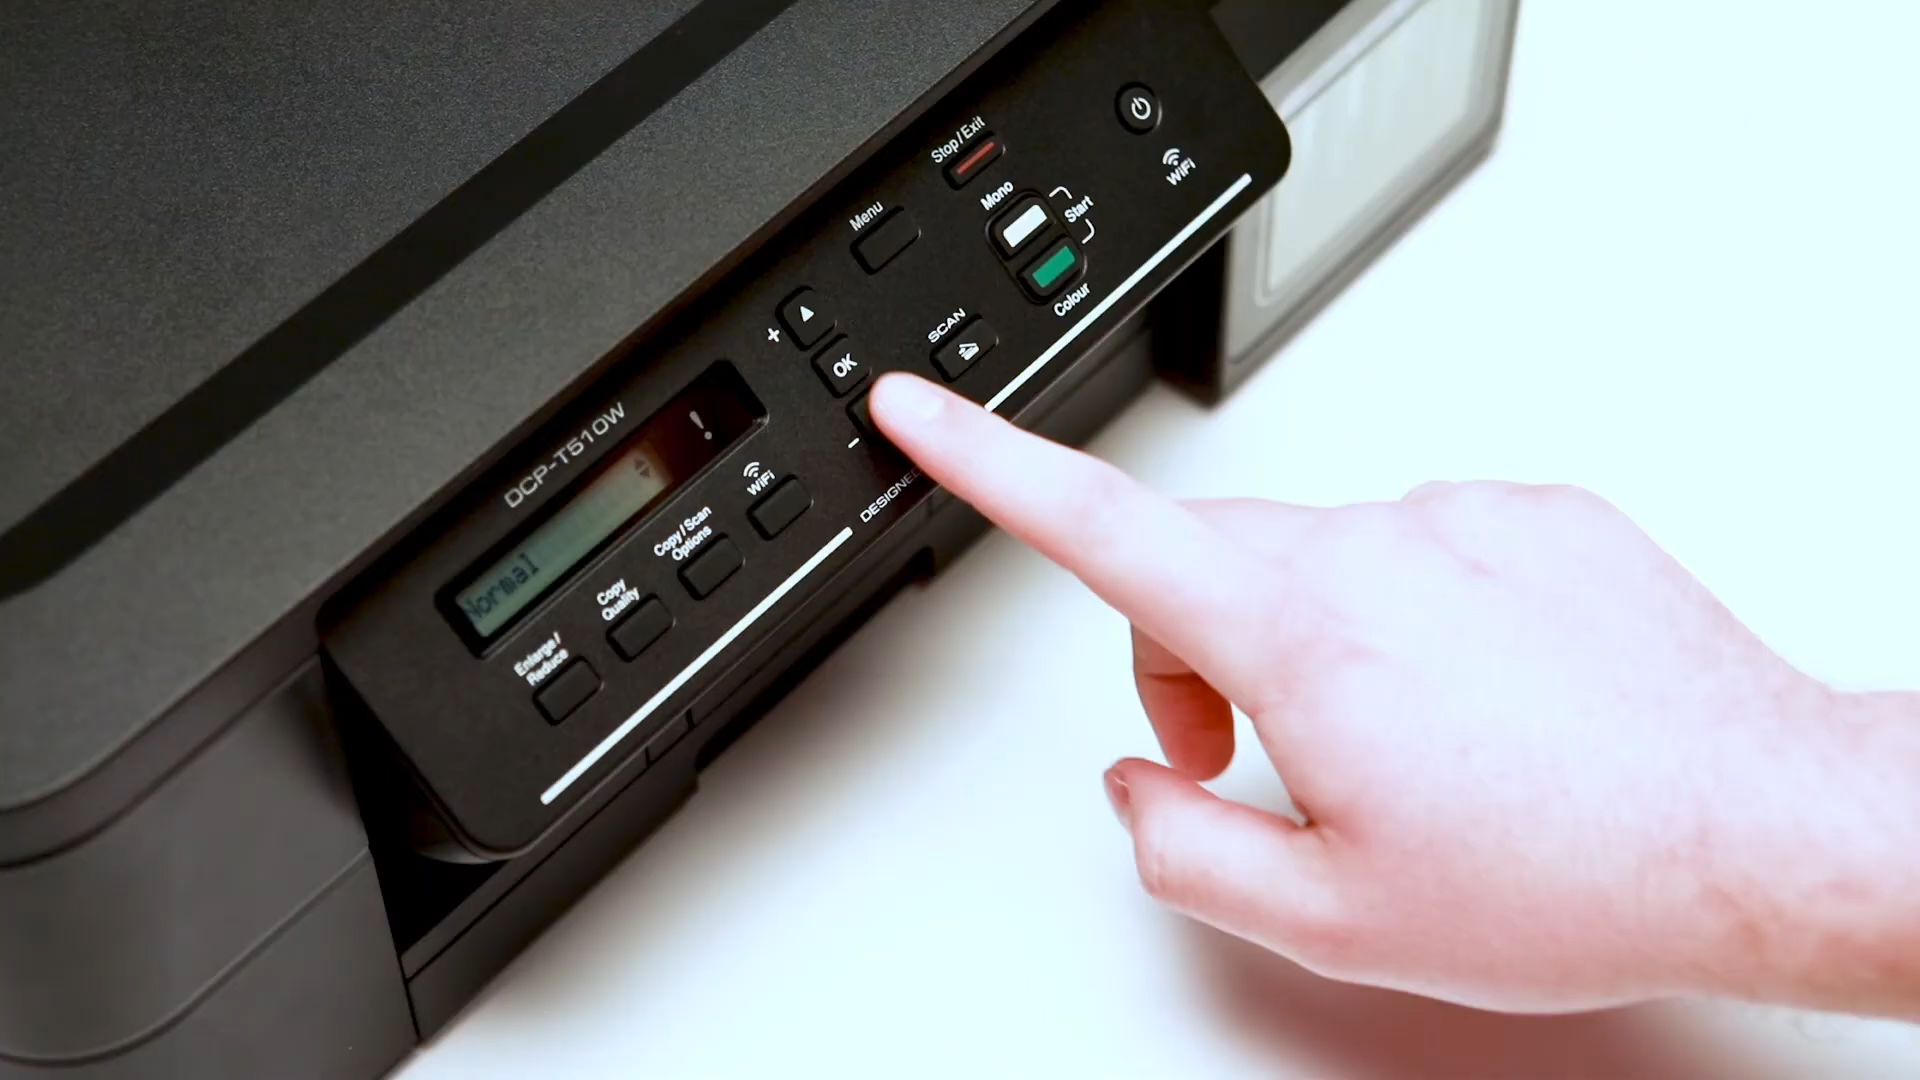 Stop/Exit
WiFi
Mono
Start
Menu
Colour
+
OK
SCAN
-
DCP-T510W
!
WiFi
DESIGNED
Copy/Scan
Options
Normal
Copy
Quality
Enlarge/
Reduce